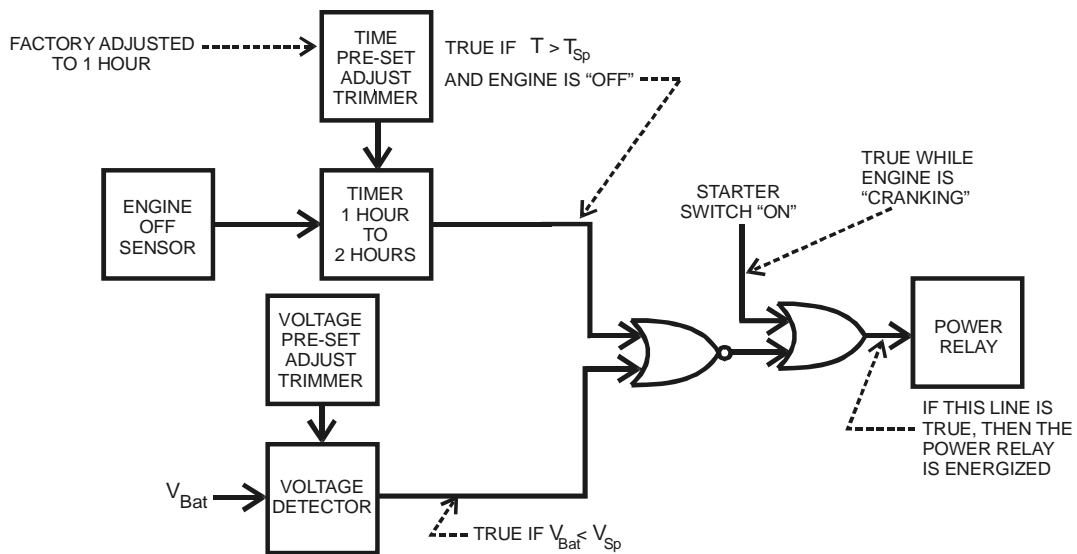 FACTORY ADJUSTED
TO 1 HOUR
TIME
PRE-SET
ADJUST
TRIMMER
TRUE IF T > TSp
AND ENGINE IS “OFF”
ENGINE
OFF
SENSOR
TIMER
1 HOUR
TO
2 HOURS
STARTER
SWITCH “ON”
TRUE WHILE
ENGINE IS
“CRANKING”
VOLTAGE
PRE-SET
ADJUST
TRIMMER
POWER
RELAY
IF THIS LINE IS
TRUE, THEN THE
POWER RELAY
IS ENERGIZED
VBat
VOLTAGE
DETECTOR
TRUE IF VBat< VSp